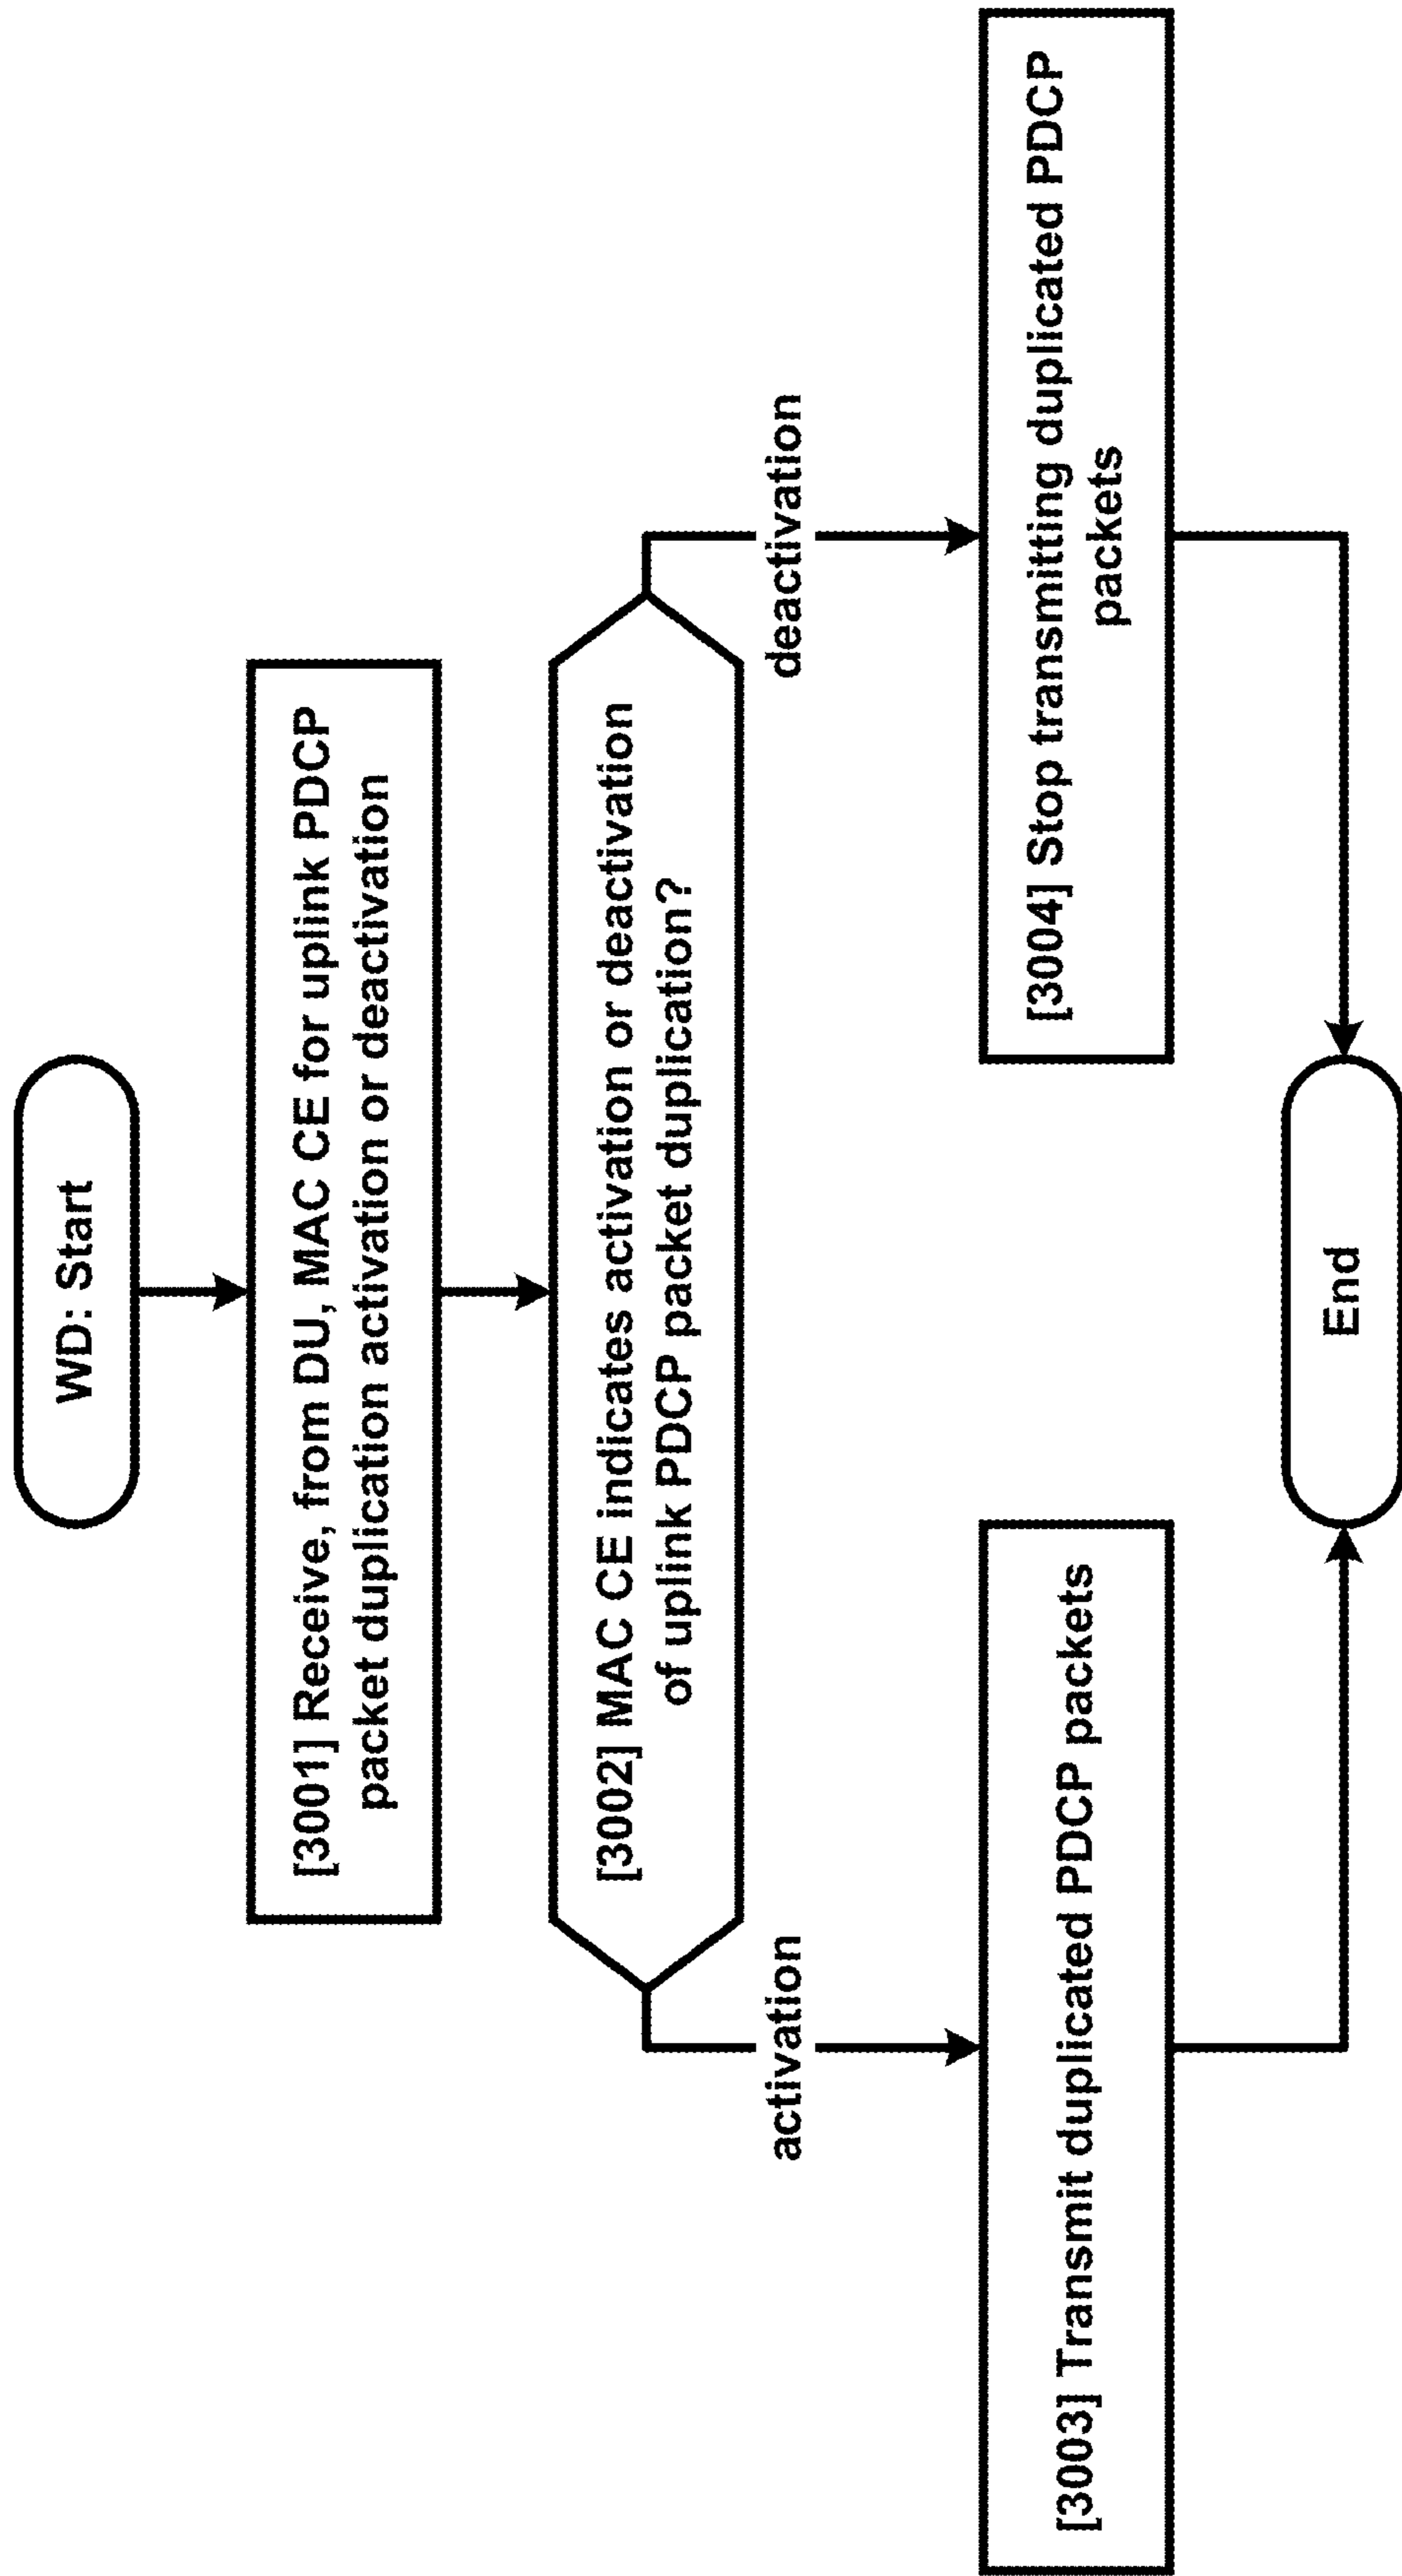 WD: Start
[3001] Receive, from DU, MAC CE for uplink PDCP
packet duplication activation or deactivation
[3002] MAC CE indicates activation or deactivation
of uplink PDCP packet duplication?
activation
deactivation
[3003] Transmit duplicated PDCP packets
[3004] Stop transmitting duplicated PDCP
packets
End